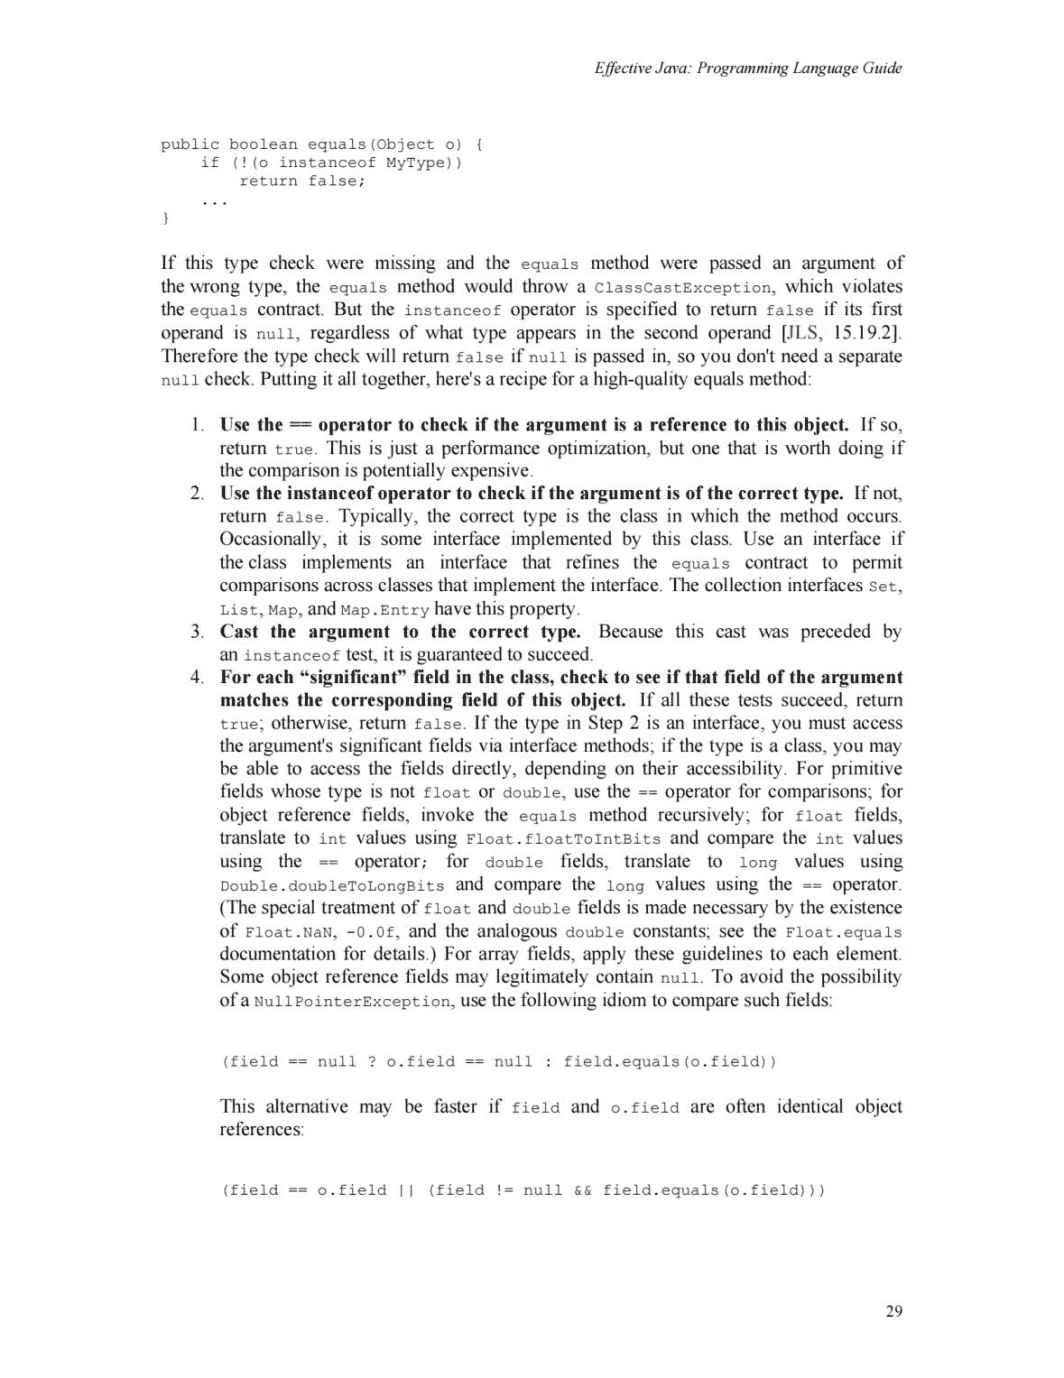 Effective Java: Programming Language Guide
public boolean equals(Object o) {
if (!(o instanceof MyType))
return false;
...
}
If this type check were missing and the equals method were passed an argument of
the wrong type, the equals method would throw a ClassCastException, which violates
the equals contract. But the instanceof operator is specified to return false if its first
operand is null, regardless of what type appears in the second operand [JLS, 15.19.2].
Therefore the type check will return false if null is passed in, so you don't need a separate
null check. Putting it all together, here's a recipe for a high-quality equals method:
1. Use the == operator to check if the argument is a reference to this object. If so,
return true. This is just a performance optimization, but one that is worth doing if
the comparison is potentially expensive.
2. Use the instanceof operator to check if the argument is of the correct type. If not,
return false. Typically, the correct type is the class in which the method occurs.
Occasionally, it is some interface implemented by this class. Use an interface if
the class implements an interface that refines the equals contract to permit
comparisons across classes that implement the interface. The collection interfaces Set,
List, Map, and Map.Entry have this property.
3. Cast the argument to the correct type. Because this cast was preceded by
an instanceof test, it is guaranteed to succeed.
4. For each “significant” field in the class, check to see if that field of the argument
matches the corresponding field of this object. If all these tests succeed, return
true; otherwise, return false. If the type in Step 2 is an interface, you must access
the argument's significant fields via interface methods; if the type is a class, you may
be able to access the fields directly, depending on their accessibility. For primitive
fields whose type is not float or double, use the == operator for comparisons; for
object reference fields, invoke the equals method recursively; for float fields,
translate to int values using Float.floatToIntBits and compare the int values
using the == operator; for double fields, translate to long values using
Double.doubleToLongBits and compare the long values using the == operator.
(The special treatment of float and double fields is made necessary by the existence
of Float.NaN, -0.0f, and the analogous double constants; see the Float.equals
documentation for details.) For array fields, apply these guidelines to each element.
Some object reference fields may legitimately contain null. To avoid the possibility
of a NullPointerException, use the following idiom to compare such fields:
(field == null ? o.field == null : field.equals(o.field))
This alternative may be faster if field and o.field are often identical object
references:
(field == o.field || (field != null && field.equals(o.field)))
29